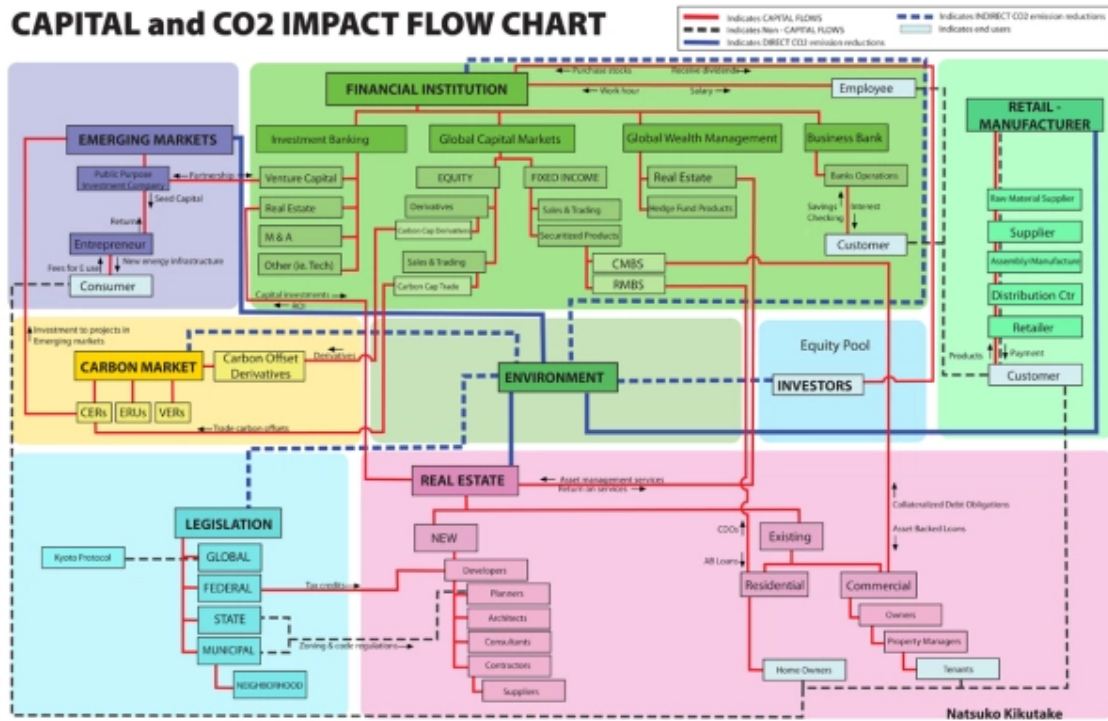 CAPITAL and CO2 IMPACT FLOW CHART
Indicates CAPITAL FLOWS
Indicates Non - CAPITAL FLOWS
Indicates DIRECT CO2 emission reductions
Indicates INDIRECT CO2 emission reductions
Indicates end users
FINANCIAL INSTITUTION
Purchase stocks
Receive dividends
Work hour
Salary
Employee
EMERGING MARKETS
Public Purpose
Investment Company
Partnership
Seed Capital
Return
Entrepreneur
Fees for E use
New energy infrastructure
Consumer
Investment Banking
Venture Capital
Real Estate
M & A
Other (ie. Tech)
Capital investments
ROI
Global Capital Markets
EQUITY
Derivatives
Carbon Cap Derivatives
Sales & Trading
Carbon Cap Trade
FIXED INCOME
Sales & Trading
Securitized Products
CMBS
RMBS
Global Wealth Management
Real Estate
Hedge Fund Products
Business Bank
Banks Operations
Savings
Checking
Interest
Customer
RETAIL -
MANUFACTURER
Raw Material Supplier
Supplier
Assembly/Manufacture
Distribution Ctr
Retailer
Products
Payment
Customer
Investment to projects in
Emerging markets
CARBON MARKET
Carbon Offset
Derivatives
Derivatives
CERs
ERUs
VERs
Trade carbon offsets
ENVIRONMENT
Equity Pool
INVESTORS
REAL ESTATE
Asset management services
Return on services
Collateralized Debt Obligations
Asset Backed Loans
CDOs
AB Loans
LEGISLATION
Kyoto Protocol
GLOBAL
FEDERAL
STATE
MUNICIPAL
NEIGHBORHOOD
Tax credits
Zoning & code regulations
NEW
Developers
Planners
Architects
Consultants
Contractors
Suppliers
Existing
Residential
Commercial
Owners
Property Managers
Tenants
Home Owners
Natsuko Kikutake